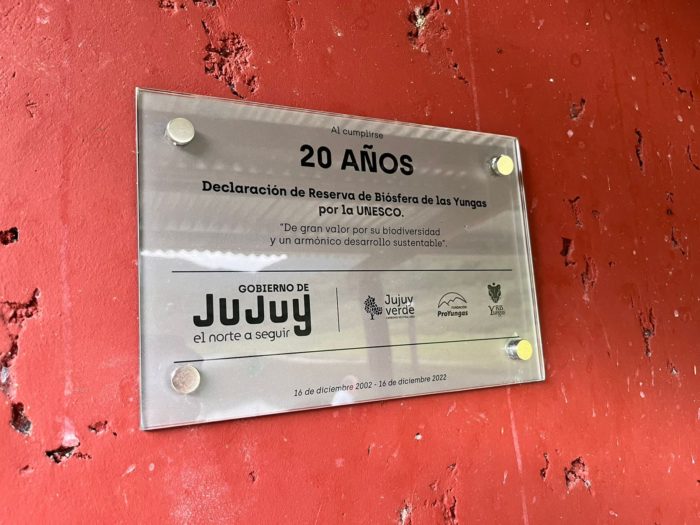 Al cumplirse
20 AÑOS
Declaración de Reserva de Biósfera de las Yungas
por la UNESCO.
"De gran valor por su biodiversidad
y un armónico desarrollo sustentable".
GOBIERNO DE
Jujuy
el norte a seguir
Jujuy
verde
FUNDACIÓN
ProYungas
Yungas
16 de diciembre 2002 - 16 de diciembre 2022